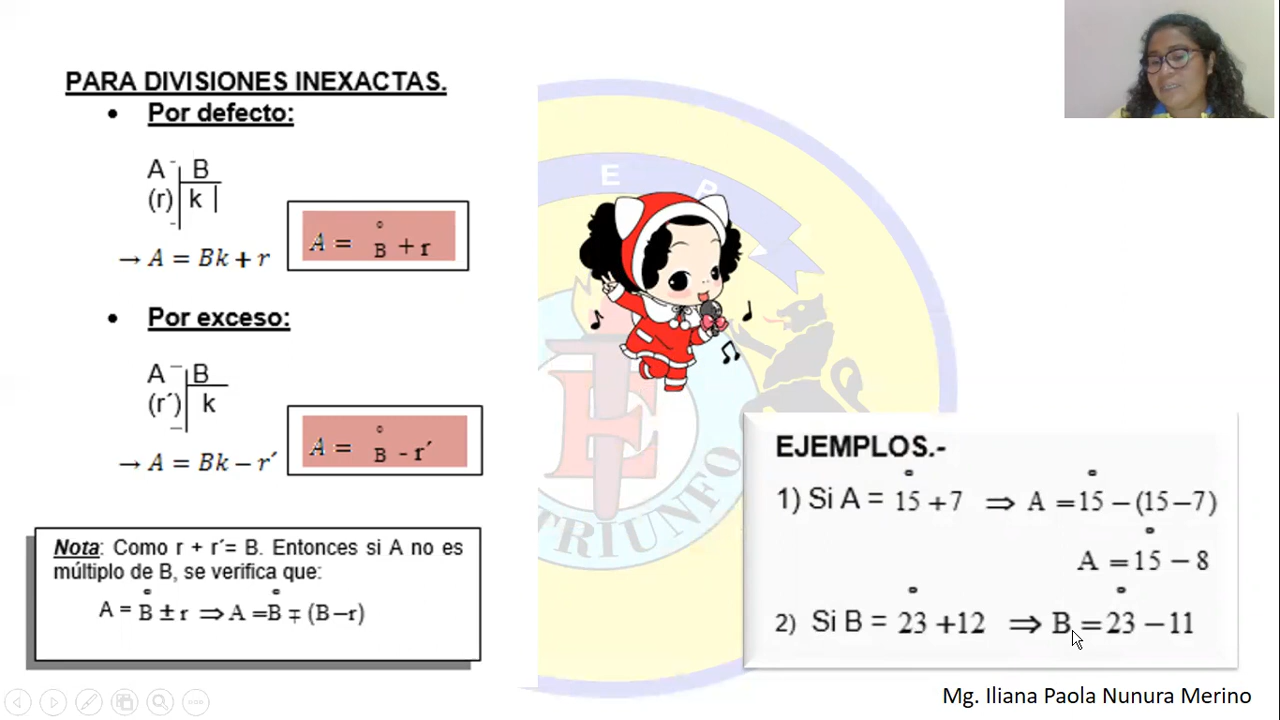 PARA DIVISIONES INEXACTAS.
• Por defecto:
A B
(r) k
→ A = Bk + r
A = B̊ + r
• Por exceso:
A B
(r´) k
→ A = Bk − r´
A = B̊ - r´
Nota: Como r + r´= B. Entonces si A no es
múltiplo de B, se verifica que:
A = B̊ ± r ⇒ A = B̊ ∓ (B−r)
E B
TRIUNFO
EJEMPLOS.-
1) Si A = 15̊ + 7 ⇒ A = 15̊ − (15−7)
A = 15̊ − 8
2) Si B = 23̊ +12 ⇒ B = 23̊ − 11
Mg. Iliana Paola Nunura Merino